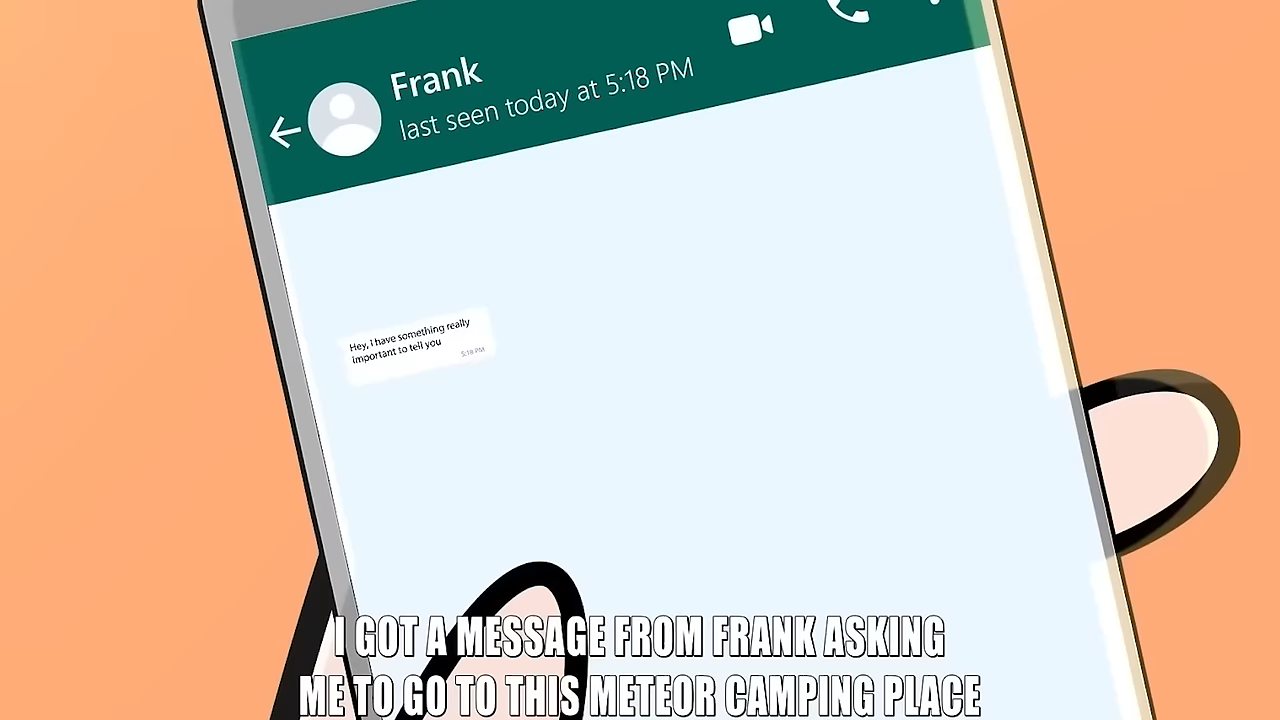 Frank
last seen today at 5:18 PM
Hey, I have something really
important to tell you
5:18 PM
I GOT A MESSAGE FROM FRANK ASKING
ME TO GO TO THIS METEOR CAMPING PLACE